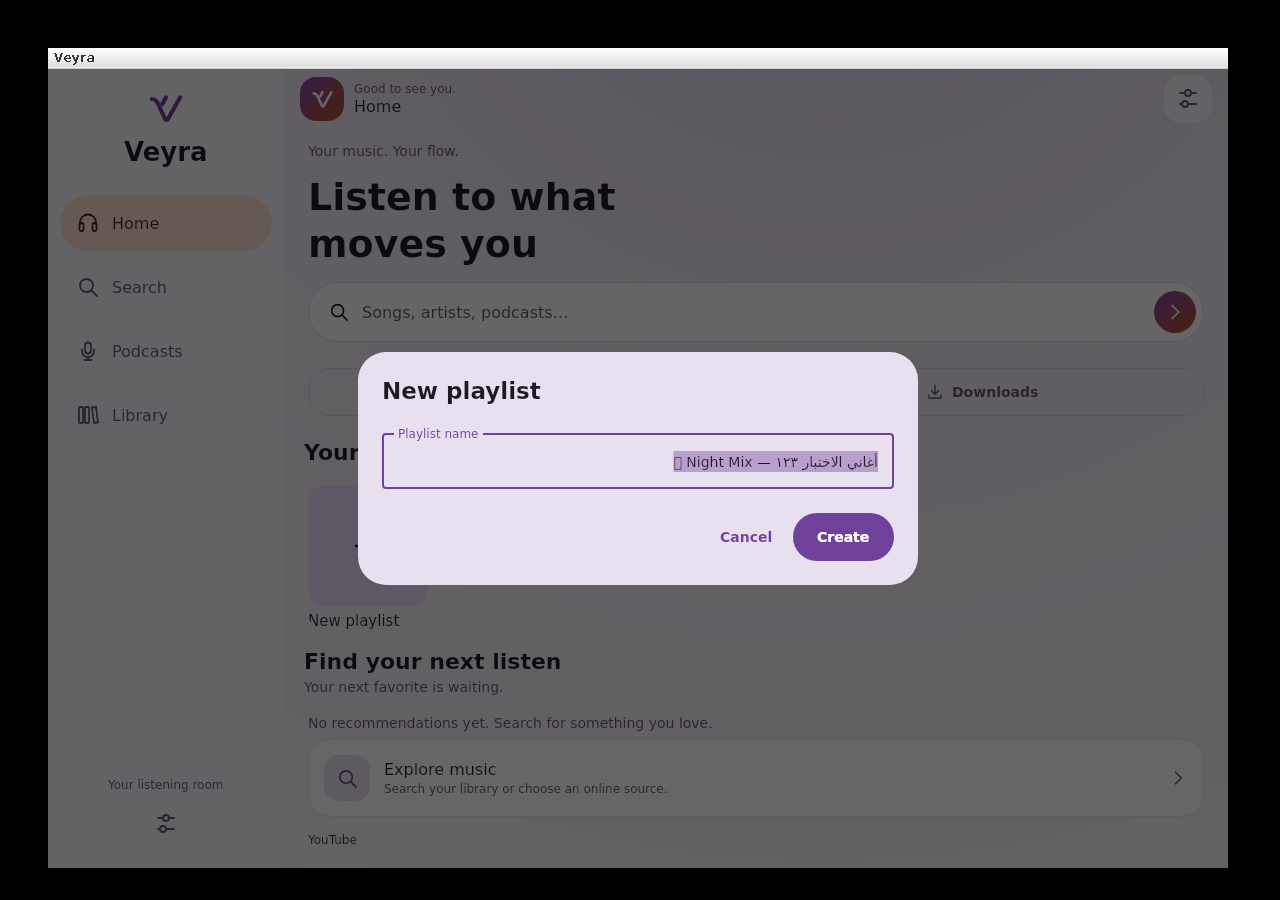 Veyra
Veyra
Home
Search
Podcasts
Library
Your listening room
Good to see you.
Home
Your music. Your flow.
Listen to what
moves you
Songs, artists, podcasts...
Downloads
Your
New playlist
Playlist name
أغاني الاختبار ١٢٣ — Night Mix
Cancel
Create
New playlist
Find your next listen
Your next favorite is waiting.
No recommendations yet. Search for something you love.
Explore music
Search your library or choose an online source.
YouTube